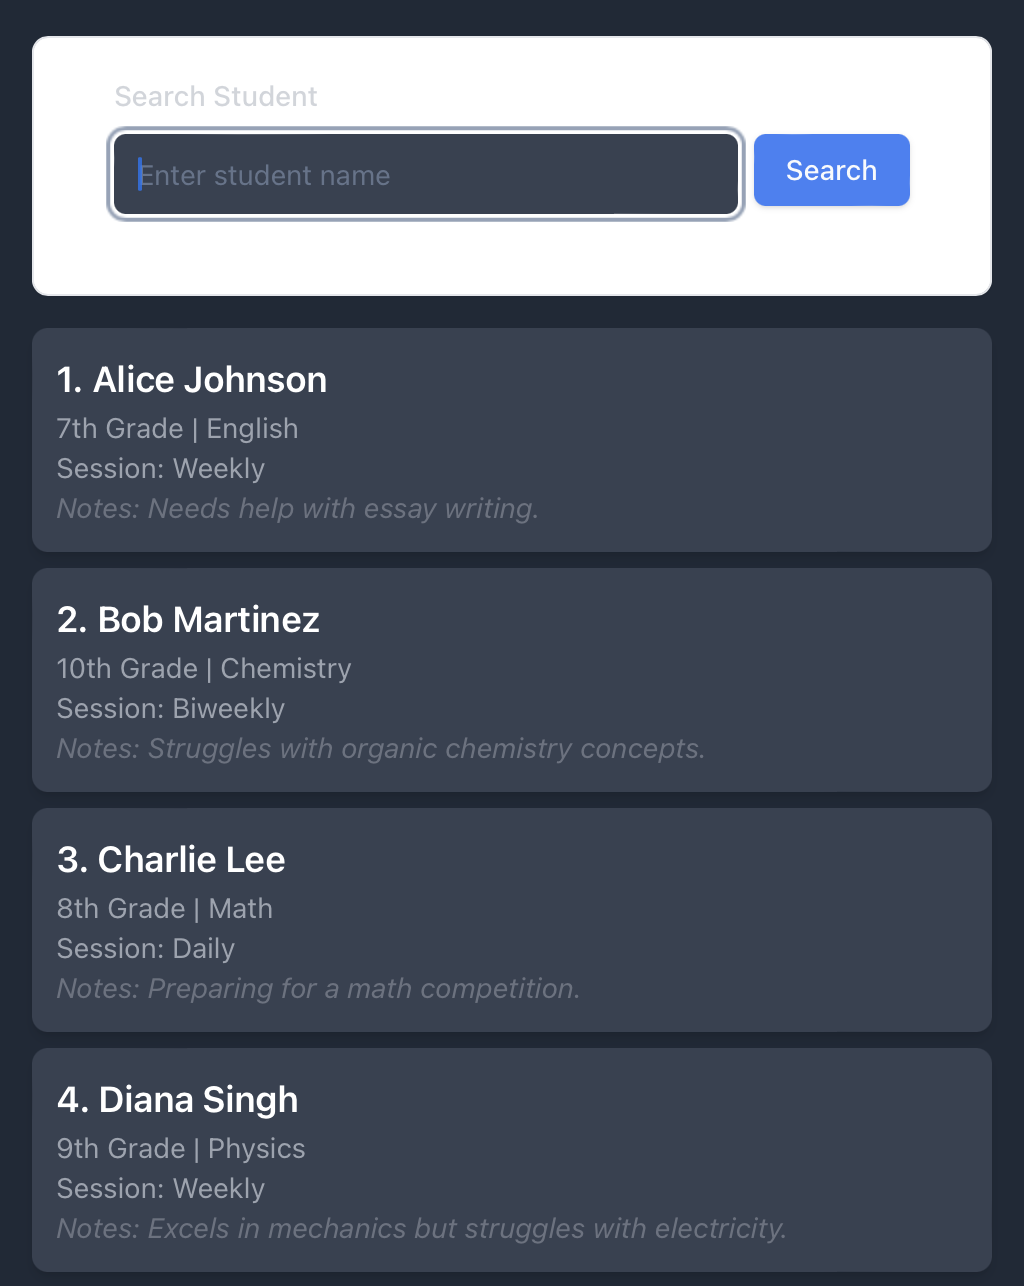 Search Student
Enter student name
Search
1. Alice Johnson
7th Grade | English
Session: Weekly
Notes: Needs help with essay writing.
2. Bob Martinez
10th Grade | Chemistry
Session: Biweekly
Notes: Struggles with organic chemistry concepts.
3. Charlie Lee
8th Grade | Math
Session: Daily
Notes: Preparing for a math competition.
4. Diana Singh
9th Grade | Physics
Session: Weekly
Notes: Excels in mechanics but struggles with electricity.